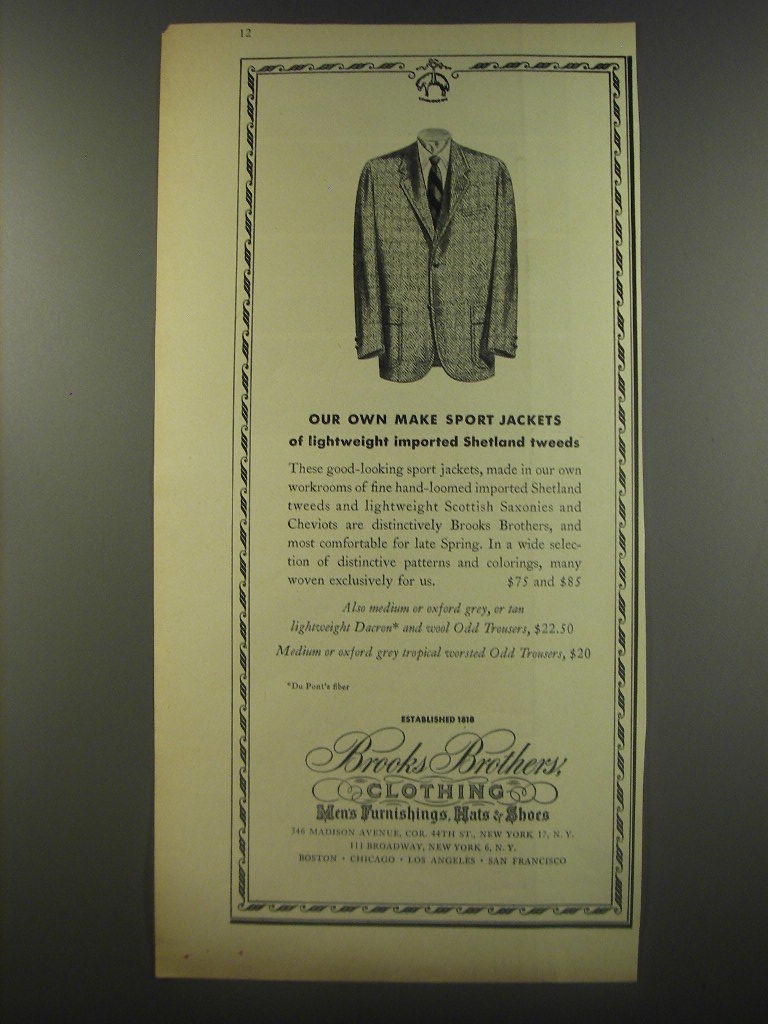 12
OUR OWN MAKE SPORT JACKETS
of lightweight imported Shetland tweeds
These good-looking sport jackets, made in our own
workrooms of fine hand-loomed imported Shetland
tweeds and lightweight Scottish Saxonies and
Cheviots are distinctively Brooks Brothers, and
most comfortable for late Spring. In a wide selec-
tion of distinctive patterns and colorings, many
woven exclusively for us. $75 and $85
Also medium or oxford grey, or tan
lightweight Dacron* and wool Odd Trousers, $22.50
Medium or oxford grey tropical worsted Odd Trousers, $20
*Du Pont's fiber
ESTABLISHED 1818
Brooks Brothers,
CLOTHING
Men's Furnishings, Hats & Shoes
346 MADISON AVENUE, COR. 44TH ST., NEW YORK 17, N. Y.
111 BROADWAY, NEW YORK 6, N. Y.
BOSTON • CHICAGO • LOS ANGELES • SAN FRANCISCO